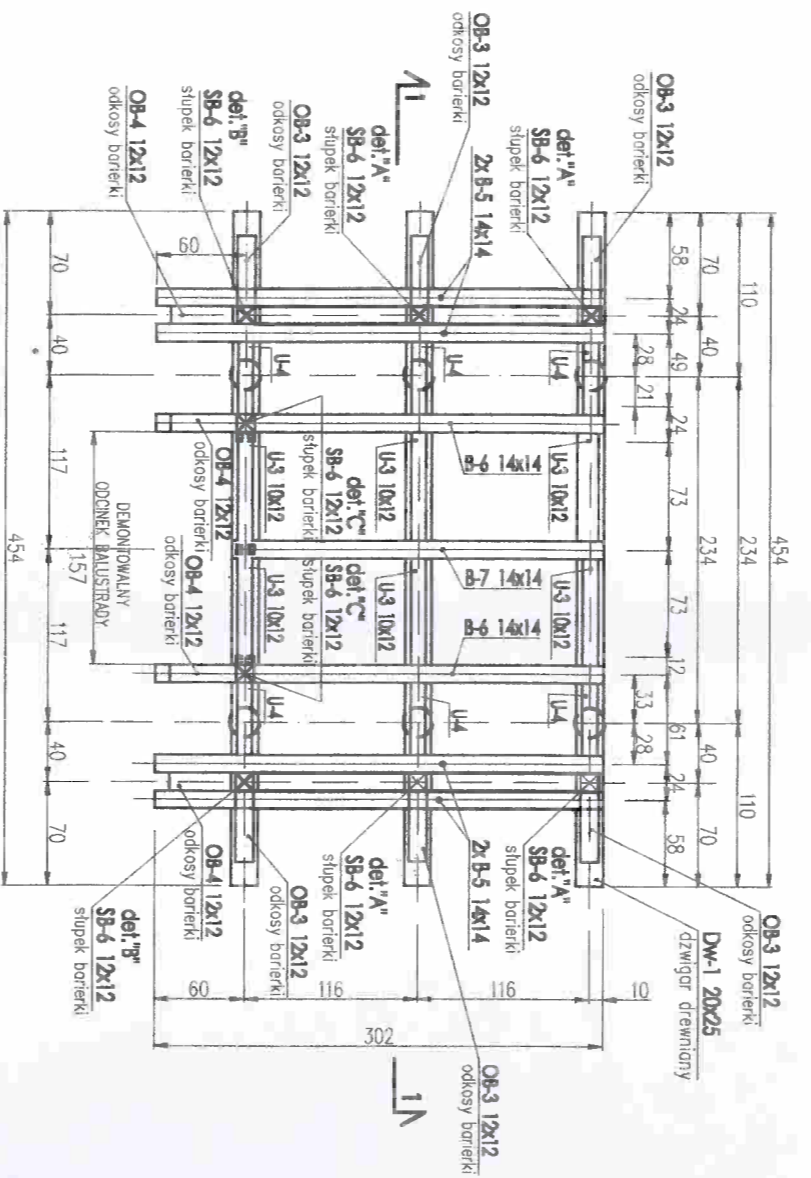 454
110
234
110
70
40
234
40
70
58
24
49
24
73
73
12
61
24
58
28
21
33
28
OB-3 12x12
odkosy barierki
det."A"
SB-6 12x12
słupek barierki
OB-3 12x12
odkosy barierki
2x B-5 14x14
det."A"
SB-6 12x12
słupek barierki
1
OB-3 12x12
odkosy barierki
det."B"
SB-6 12x12
słupek barierki
OB-4 12x12
odkosy barierki
60
U-4
U-4
U-4
B-6 14x14
U-3 10x12
U-3 10x12
U-3 10x12
det."C"
SB-6 12x12
słupek barierki
OB-4 12x12
odkosy barierki
B-7 14x14
B-6 14x14
U-3 10x12
U-3 10x12
U-3 10x12
det."C"
SB-6 12x12
słupek barierki
OB-4 12x12
odkosy barierki
DEMONTOWALNY
ODCINEK BALUSTRADY
157
U-4
U-4
U-4
70
40
117
117
40
70
454
OB-3 12x12
odkosy barierki
Dw-1 20x25
dźwigar drewniany
det."A"
SB-6 12x12
słupek barierki
2x B-5 14x14
det."A"
SB-6 12x12
słupek barierki
OB-3 12x12
odkosy barierki
OB-4 12x12
odkosy barierki
det."B"
SB-6 12x12
słupek barierki
10
116
116
60
302
OB-3 12x12
odkosy barierki
1